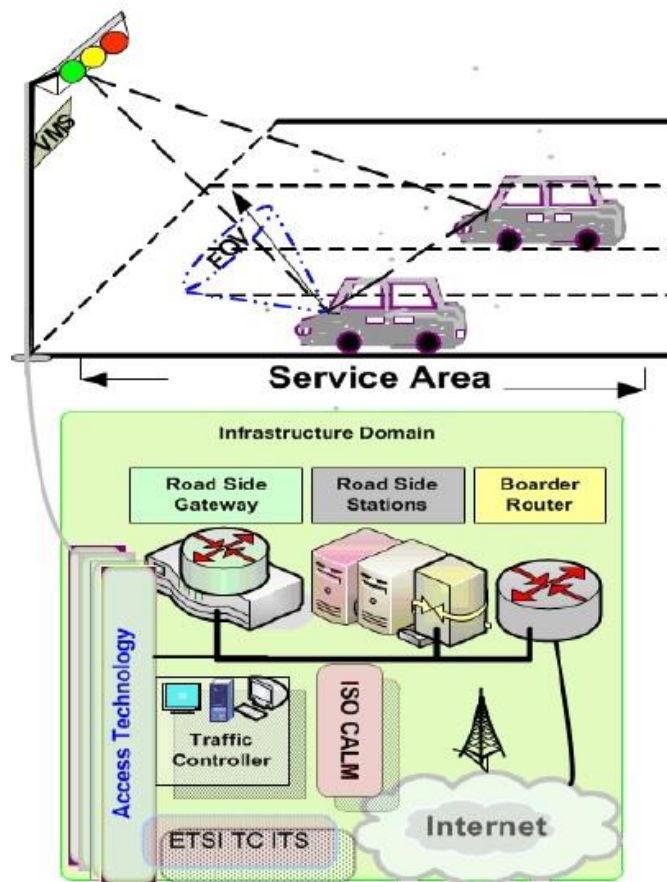 VMS
FOV
Service Area
Infrastructure Domain
Road Side
Gateway
Road Side
Stations
Boarder
Router
Access Technology
Traffic
Controller
ISO CALM
ETSI TC ITS
Internet